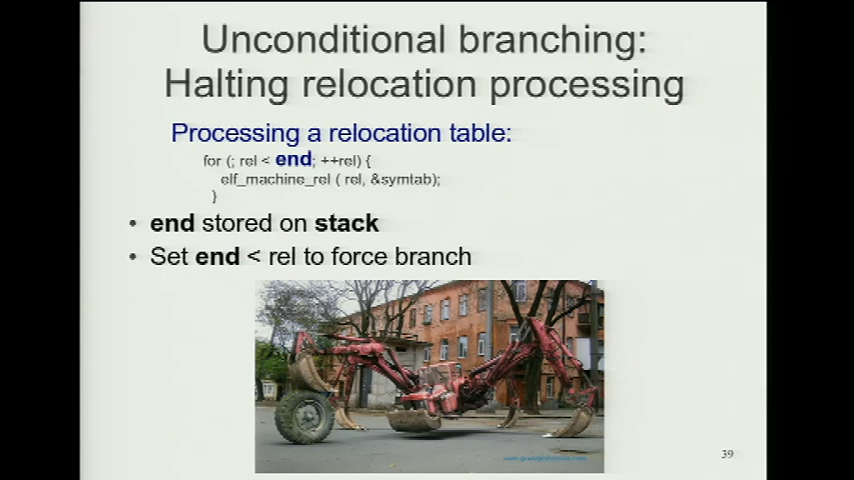 Unconditional branching:
Halting relocation processing
Processing a relocation table:
for (; rel < end; ++rel) {
elf_machine_rel ( rel, &symtab);
}
• end stored on stack
• Set end < rel to force branch
39